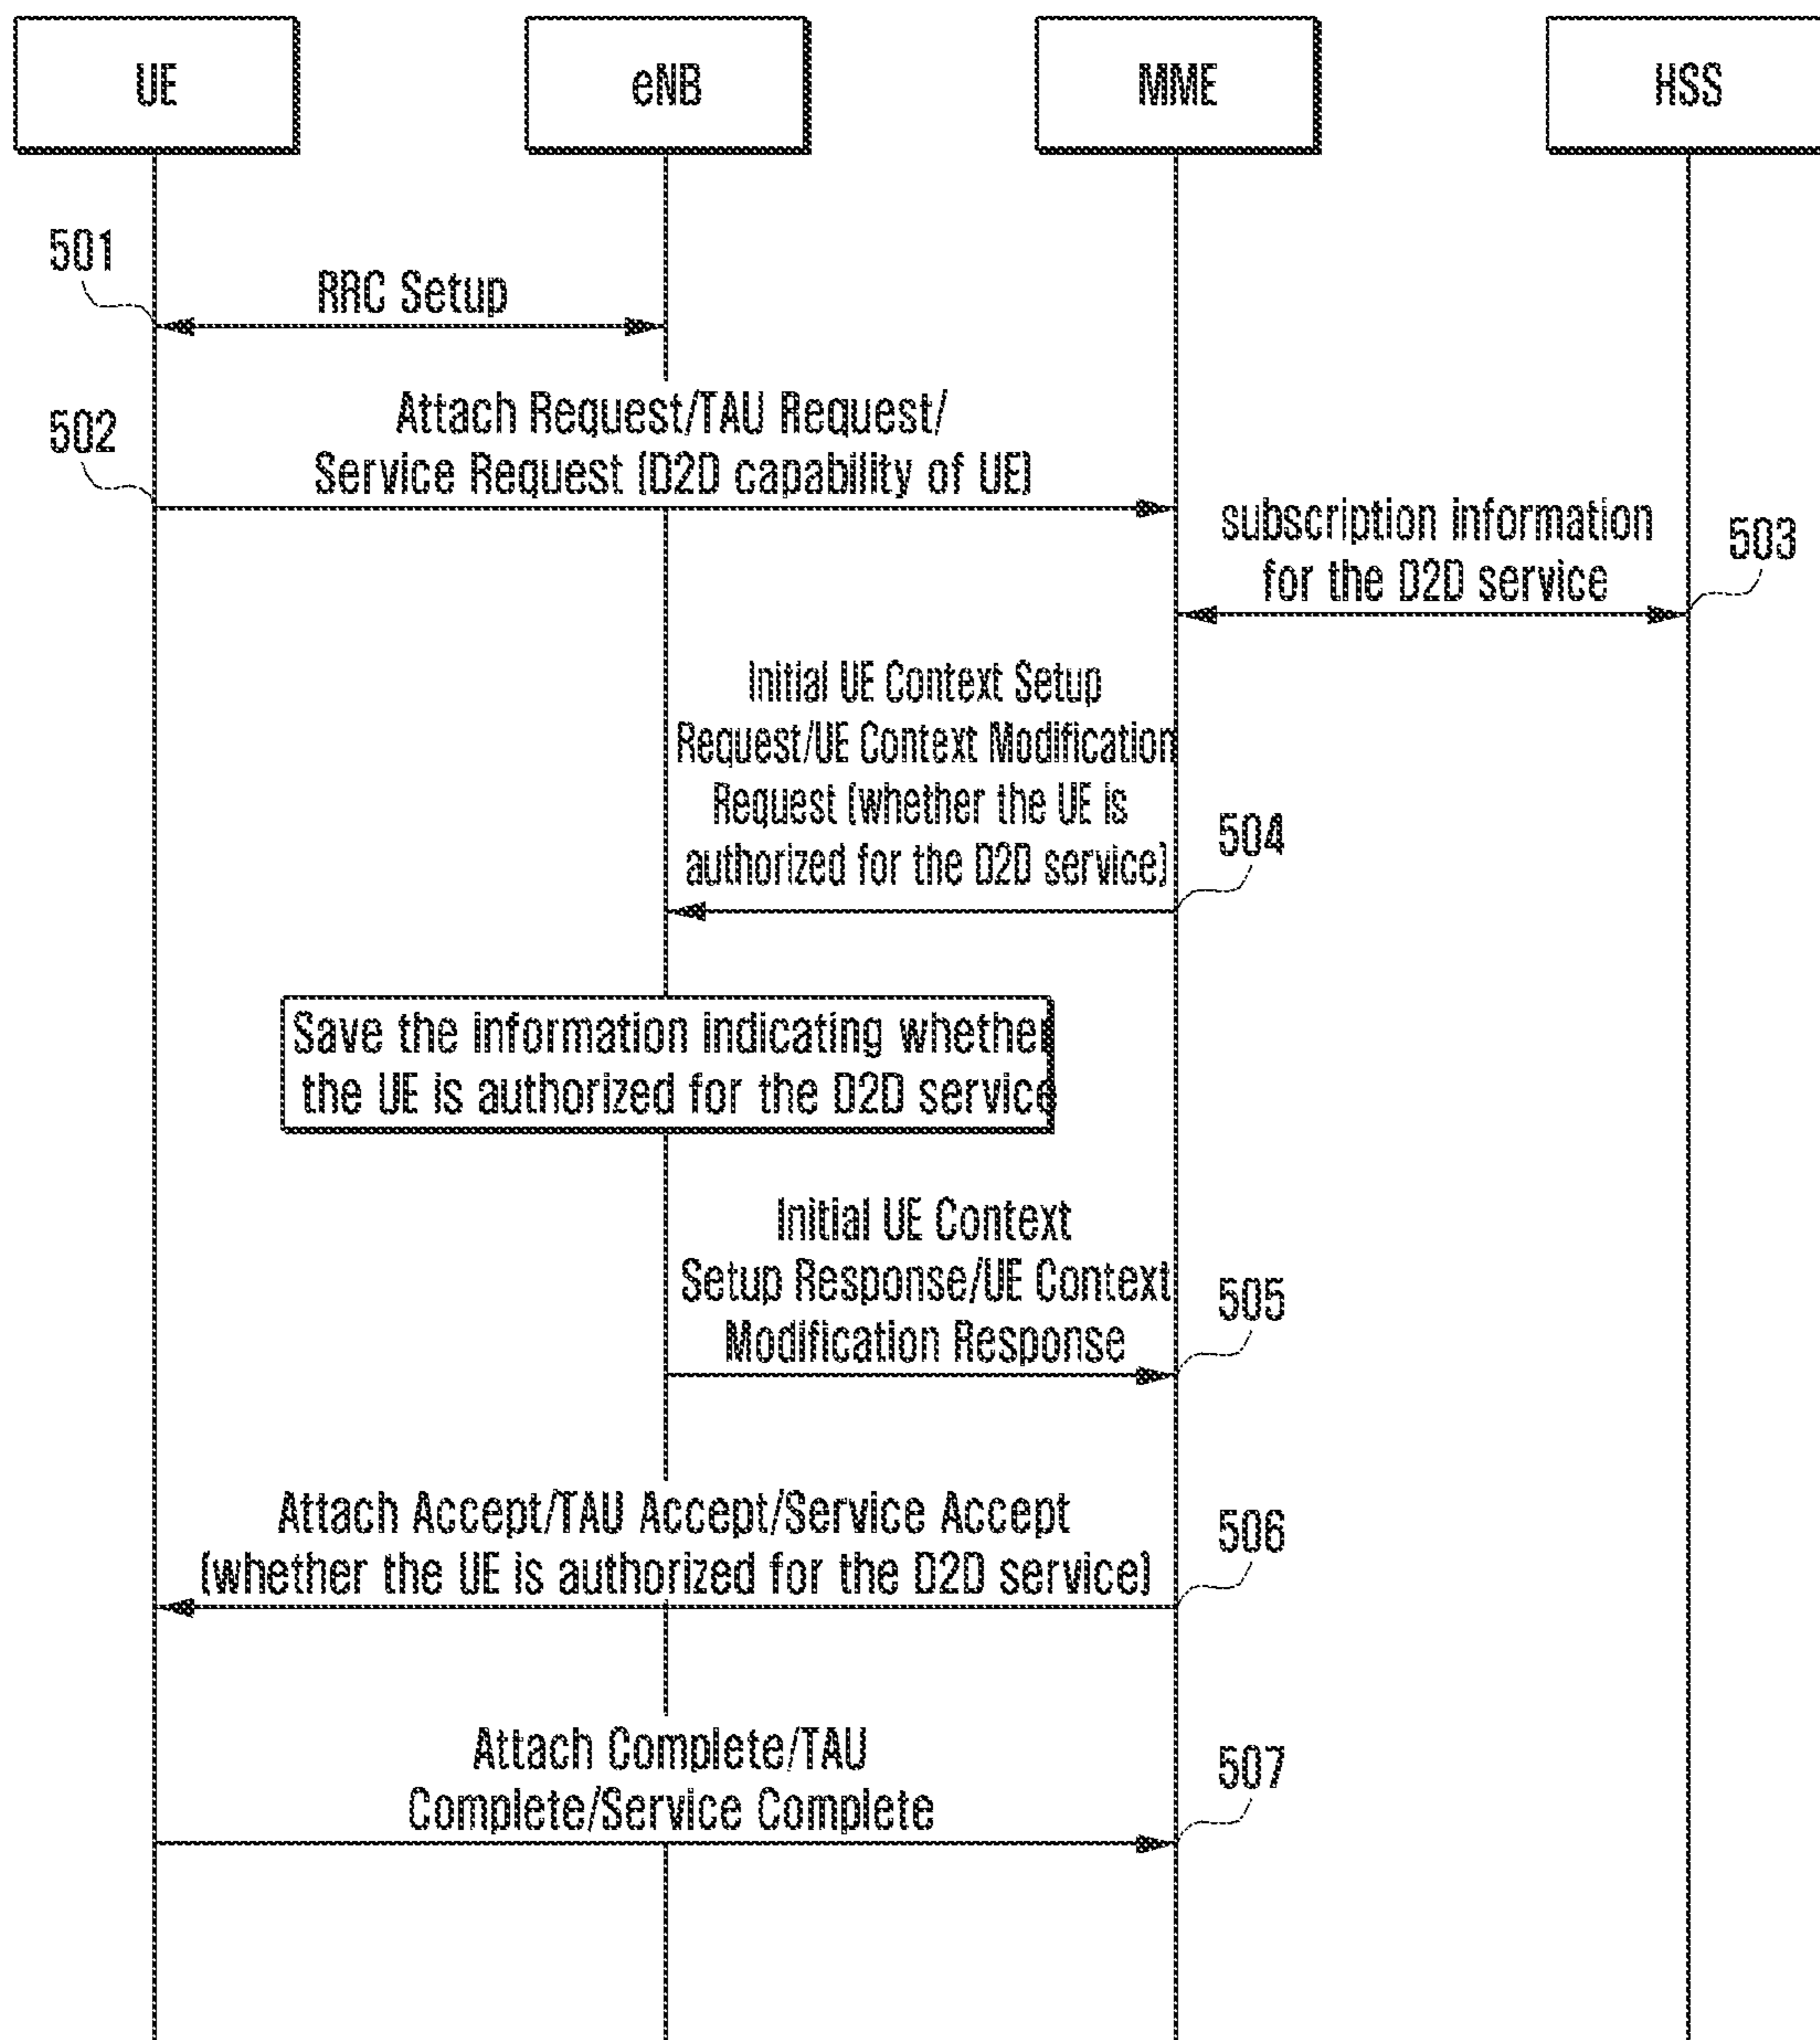 UE
eNB
MME
HSS
501
RRC Setup
502
Attach Request/TAU Request/
Service Request (D2D capability of UE)
subscription information
for the D2D service
503
Initial UE Context Setup
Request/UE Context Modification
Request (whether the UE is
authorized for the D2D service)
504
Save the information indicating whether
the UE is authorized for the D2D service
Initial UE Context
Setup Response/UE Context
Modification Response
505
Attach Accept/TAU Accept/Service Accept
(whether the UE is authorized for the D2D service)
506
Attach Complete/TAU
Complete/Service Complete
507